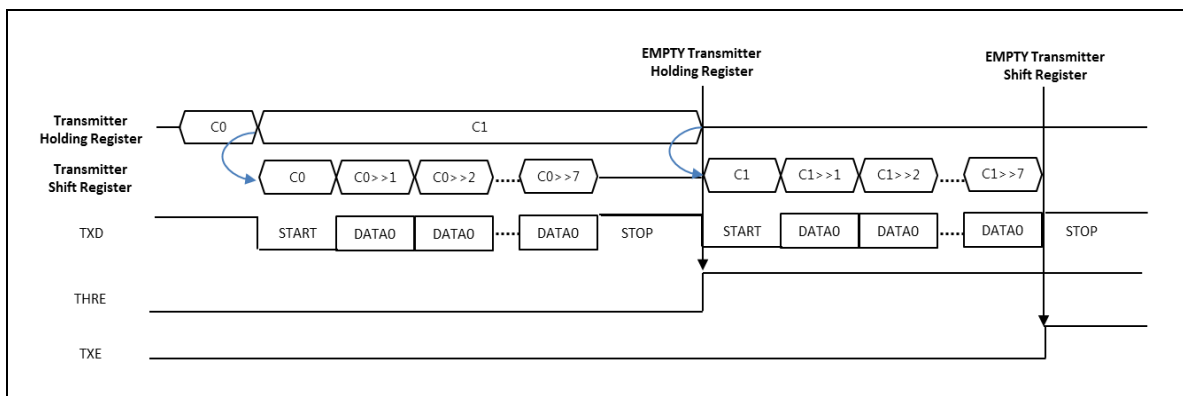 EMPTY Transmitter
Holding Register
EMPTY Transmitter
Shift Register
Transmitter
Holding Register
C0
C1
Transmitter
Shift Register
C0
C0>>1
C0>>2
C0>>7
C1
C1>>1
C1>>2
C1>>7
TXD
START
DATA0
DATA0
DATA0
STOP
START
DATA0
DATA0
DATA0
STOP
THRE
TXE